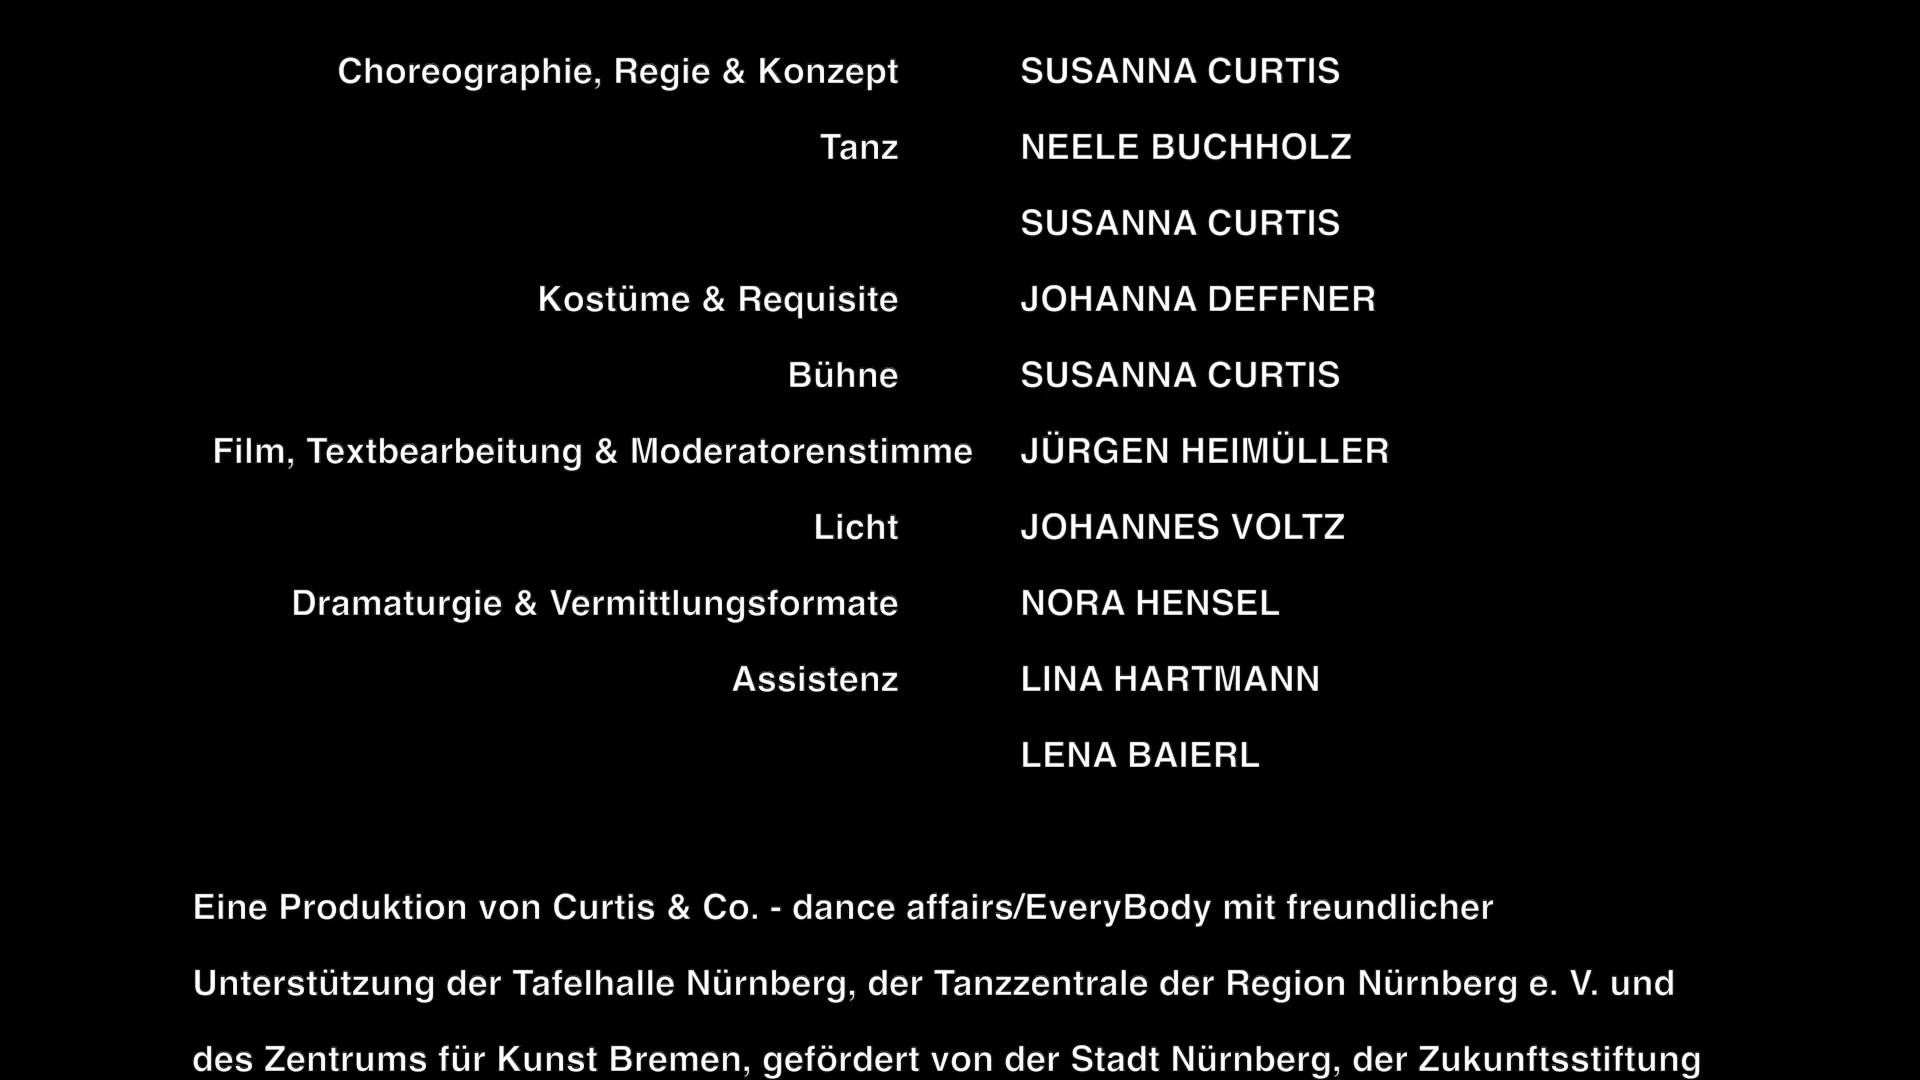 Choreographie, Regie & Konzept SUSANNA CURTIS
Tanz NEELE BUCHHOLZ
SUSANNA CURTIS
Kostüme & Requisite JOHANNA DEFFNER
Bühne SUSANNA CURTIS
Film, Textbearbeitung & Moderatorenstimme JÜRGEN HEIMÜLLER
Licht JOHANNES VOLTZ
Dramaturgie & Vermittlungsformate NORA HENSEL
Assistenz LINA HARTMANN
LENA BAIERL
Eine Produktion von Curtis & Co. - dance affairs/EveryBody mit freundlicher
Unterstützung der Tafelhalle Nürnberg, der Tanzzentrale der Region Nürnberg e. V. und
des Zentrums für Kunst Bremen, gefördert von der Stadt Nürnberg, der Zukunftsstiftung